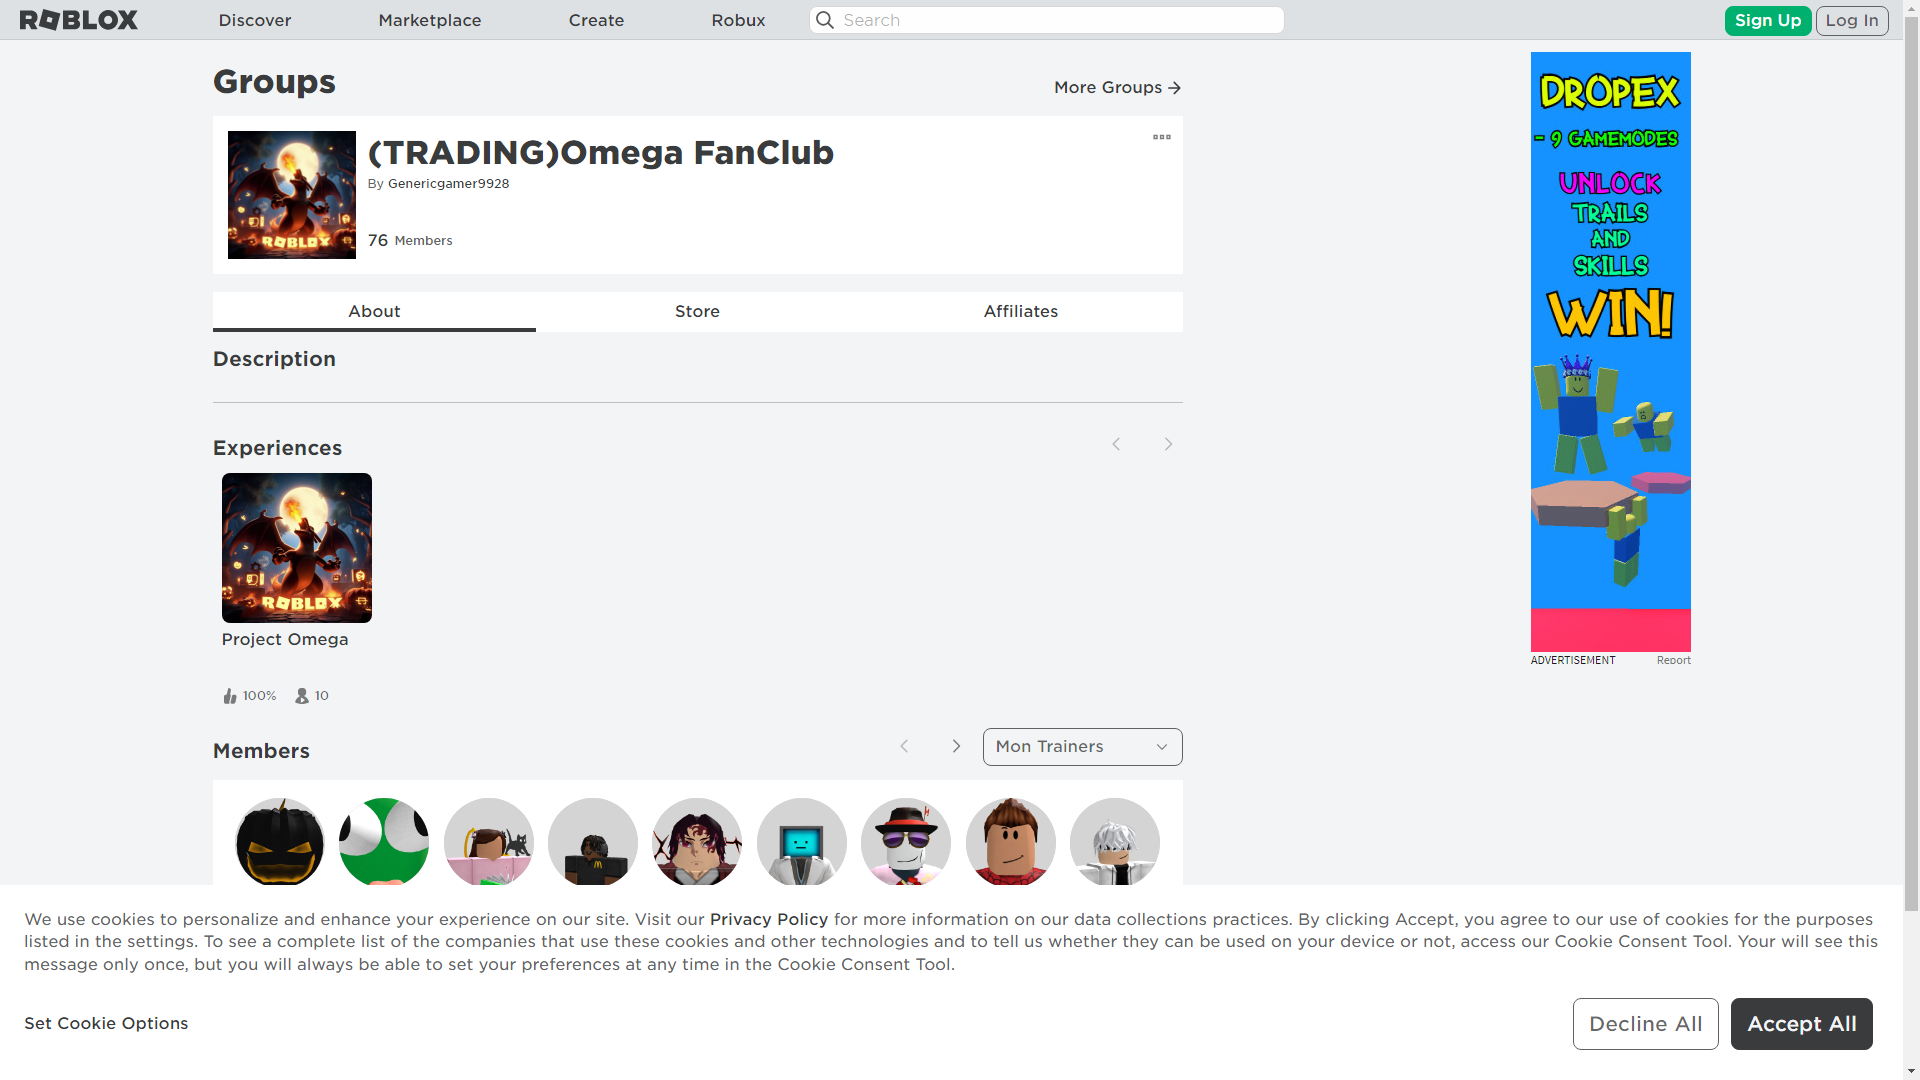 ROBLOX
Discover
Marketplace
Create
Robux
Search
Sign Up
Log In
Groups
More Groups
(TRADING)Omega FanClub
By Genericgamer9928
76 Members
ROBLOX
About
Store
Affiliates
Description
Experiences
ROBLOX
Project Omega
100%
10
Members
Mon Trainers
DROPEX
- 9 GAMEMODES
UNLOCK
TRAILS
AND
SKILLS
WIN!
ADVERTISEMENT
Report
We use cookies to personalize and enhance your experience on our site. Visit our Privacy Policy for more information on our data collections practices. By clicking Accept, you agree to our use of cookies for the purposes
listed in the settings. To see a complete list of the companies that use these cookies and other technologies and to tell us whether they can be used on your device or not, access our Cookie Consent Tool. Your will see this
message only once, but you will always be able to set your preferences at any time in the Cookie Consent Tool.
Set Cookie Options
Decline All
Accept All